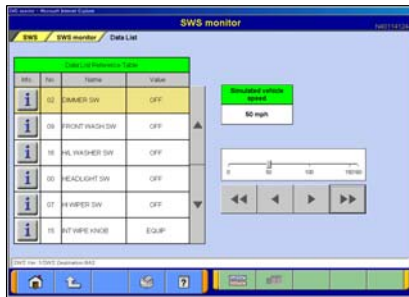 SWS monitor
SWS
SWS monitor
Data List
Data List Reference Table
Info.
No.
Name
Value
02 DIMMER SW OFF
09 FRONT WASH SW OFF
16 H/L WASHER SW OFF
00 HEADLIGHT SW OFF
07 HI WIPER SW OFF
15 INT WIPE KNOB EQUIP
Simulated vehicle speed
50 mph
0 50 100